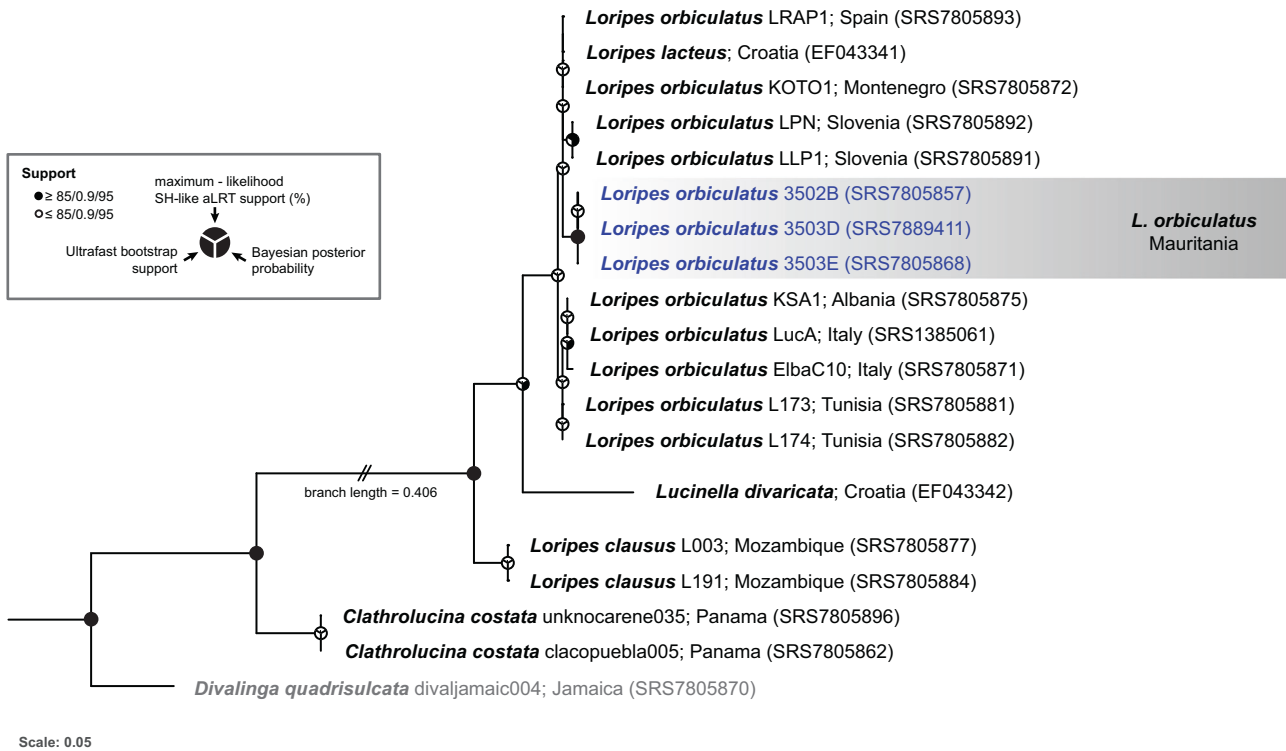 Loripes orbiculatus LRAP1; Spain (SRS7805893)
Loripes lacteus; Croatia (EF043341)
Loripes orbiculatus KOTO1; Montenegro (SRS7805872)
Loripes orbiculatus LPN; Slovenia (SRS7805892)
Loripes orbiculatus LLP1; Slovenia (SRS7805891)
Support
≥ 85/0.9/95
≤ 85/0.9/95
maximum - likelihood
SH-like aLRT support (%)
Ultrafast bootstrap
support
Bayesian posterior
probability
Loripes orbiculatus 3502B (SRS7805857)
Loripes orbiculatus 3503D (SRS7889411)
Loripes orbiculatus 3503E (SRS7805868)
L. orbiculatus
Mauritania
Loripes orbiculatus KSA1; Albania (SRS7805875)
Loripes orbiculatus LucA; Italy (SRS1385061)
Loripes orbiculatus ElbaC10; Italy (SRS7805871)
Loripes orbiculatus L173; Tunisia (SRS7805881)
Loripes orbiculatus L174; Tunisia (SRS7805882)
branch length = 0.406
Lucinella divaricata; Croatia (EF043342)
Loripes clausus L003; Mozambique (SRS7805877)
Loripes clausus L191; Mozambique (SRS7805884)
Clathrolucina costata unknocarene035; Panama (SRS7805896)
Clathrolucina costata clacopuebla005; Panama (SRS7805862)
Divalinga quadrisulcata divaljamaic004; Jamaica (SRS7805870)
Scale: 0.05